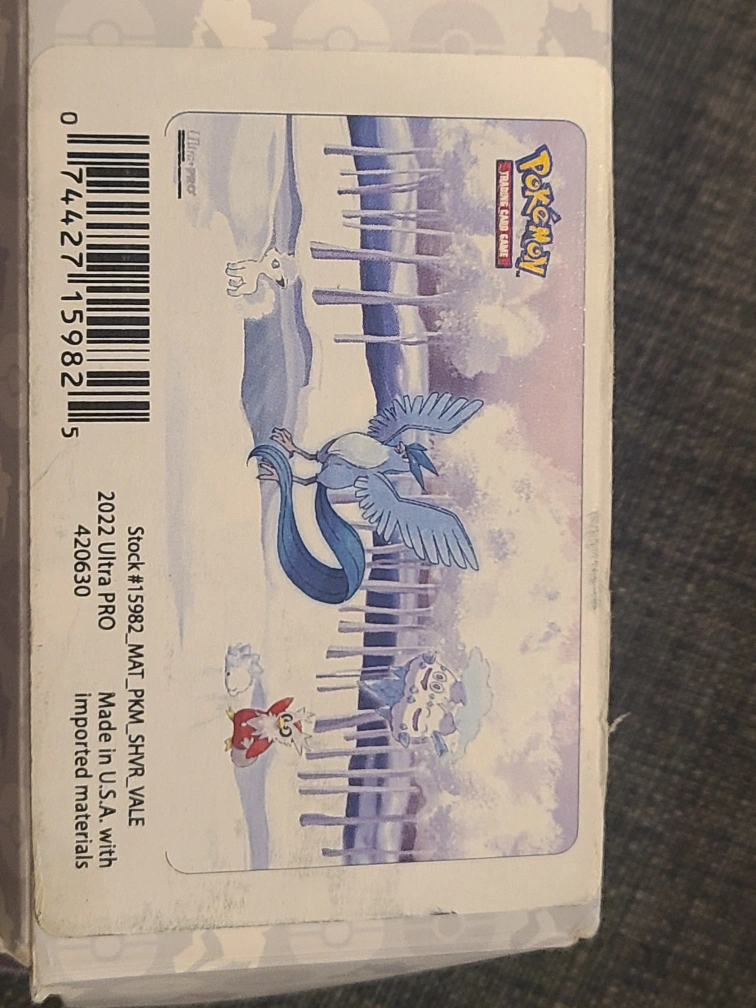 POKÉMON
TRADING CARD GAME
Ultra•PRO
0 74427 15982 5
Stock #15982_MAT_PKM_SHVR_VALE
2022 Ultra PRO Made in U.S.A. with
420630 imported materials